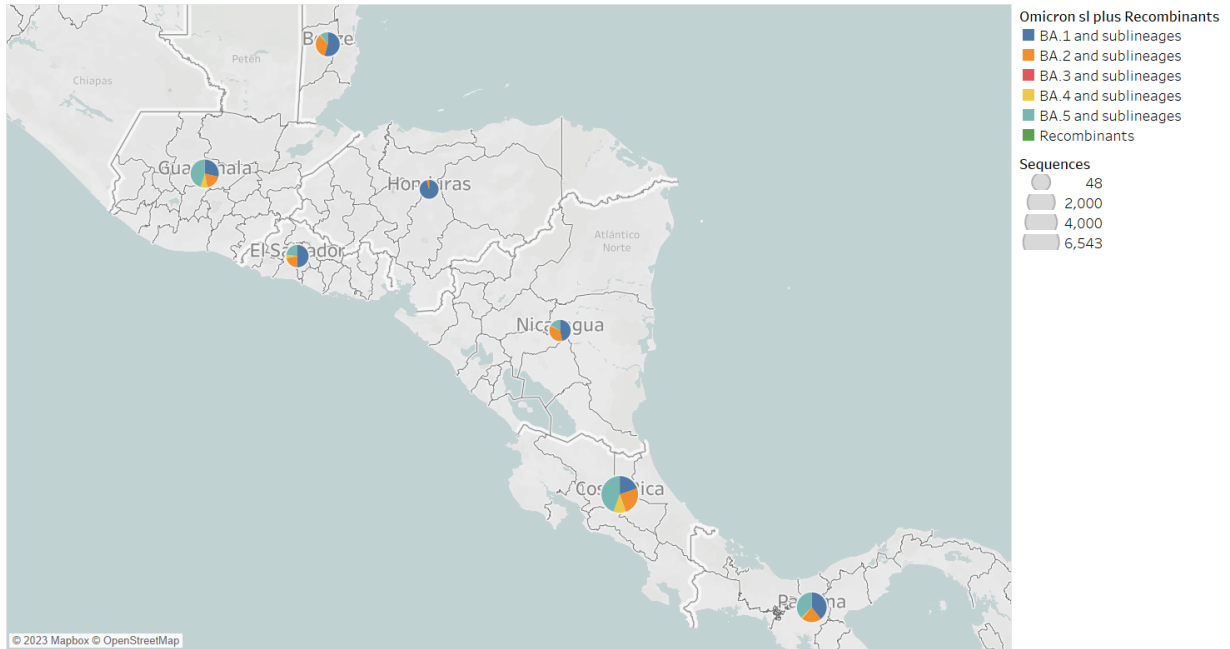 Omicron sl plus Recombinants
BA.1 and sublineages
BA.2 and sublineages
BA.3 and sublineages
BA.4 and sublineages
BA.5 and sublineages
Recombinants
Sequences
48
2,000
4,000
6,543
Belize
Petén
Chiapas
Guatemala
Honduras
El Salvador
Atlántico
Norte
Nicaragua
Costa Rica
Panama
© 2023 Mapbox © OpenStreetMap